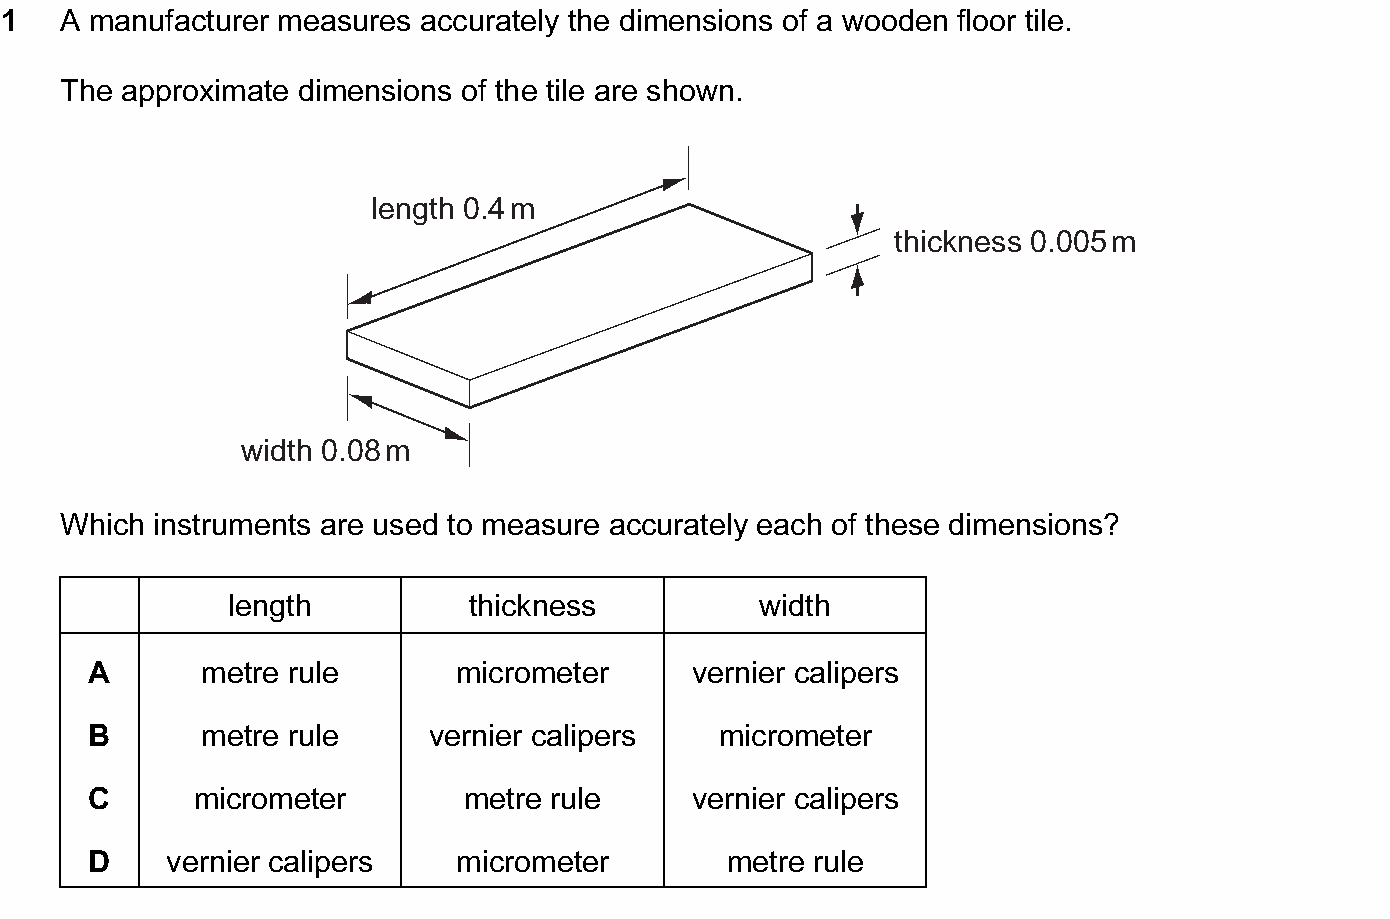 1 A manufacturer measures accurately the dimensions of a wooden floor tile.
The approximate dimensions of the tile are shown.
length 0.4 m
thickness 0.005 m
width 0.08 m
Which instruments are used to measure accurately each of these dimensions?
length thickness width
A metre rule micrometer vernier calipers
B metre rule vernier calipers micrometer
C micrometer metre rule vernier calipers
D vernier calipers micrometer metre rule